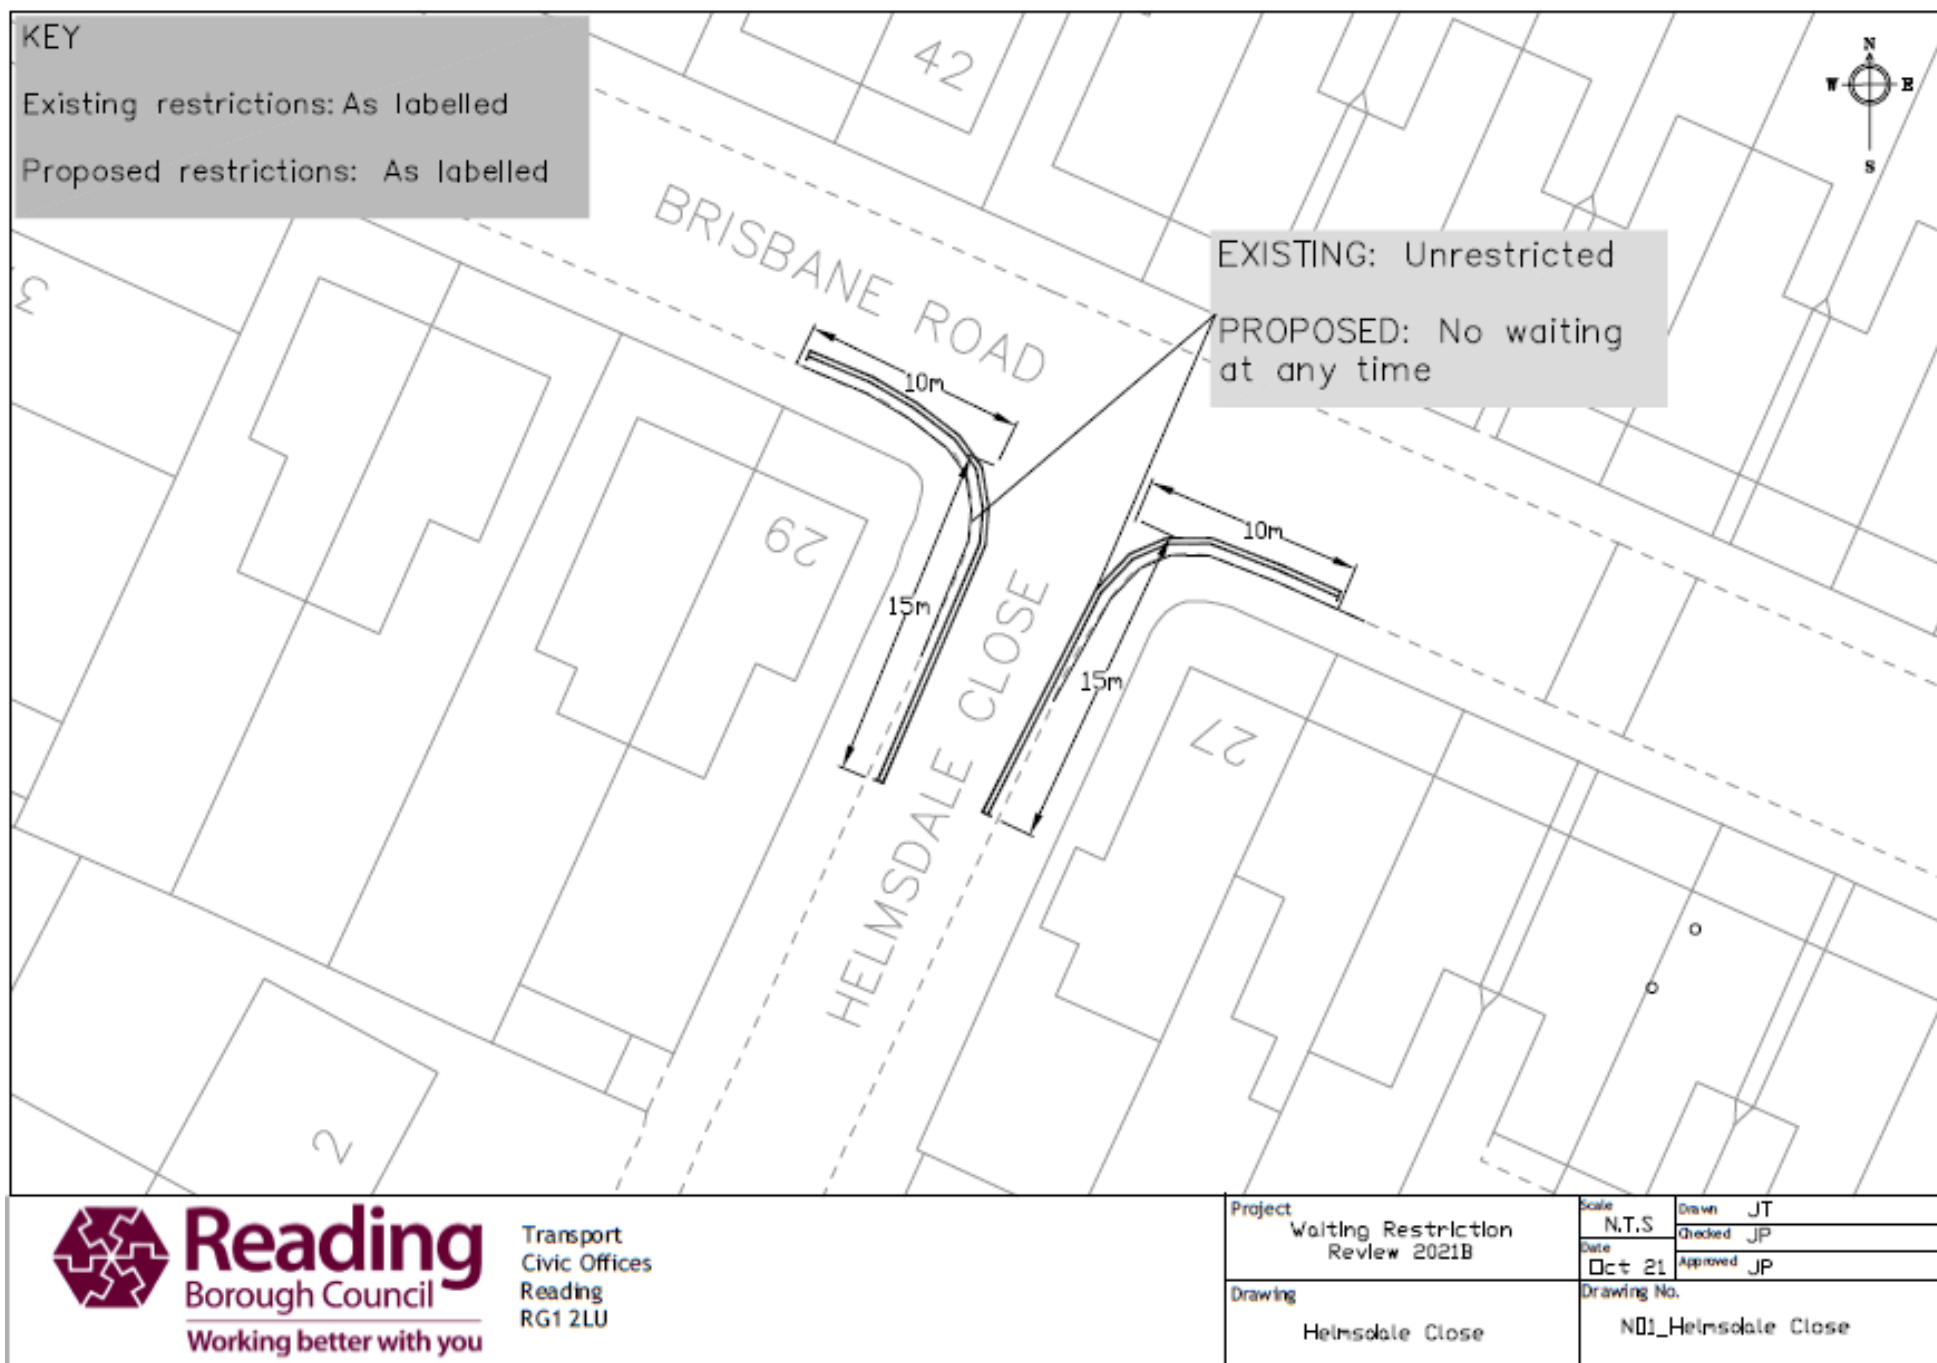 KEY
Existing restrictions: As labelled
Proposed restrictions: As labelled
N
W
E
S
42
3
BRISBANE ROAD
EXISTING: Unrestricted
PROPOSED: No waiting
at any time
10m
10m
29
15m
15m
HELMSDALE CLOSE
27
2
Reading
Borough Council
Working better with you
Transport
Civic Offices
Reading
RG1 2LU
Project
Waiting Restriction
Review 2021B
Scale
N.T.S
Date
Oct 21
Drawn JT
Checked JP
Approved JP
Drawing
Helmsdale Close
Drawing No.
N01_Helmsdale Close